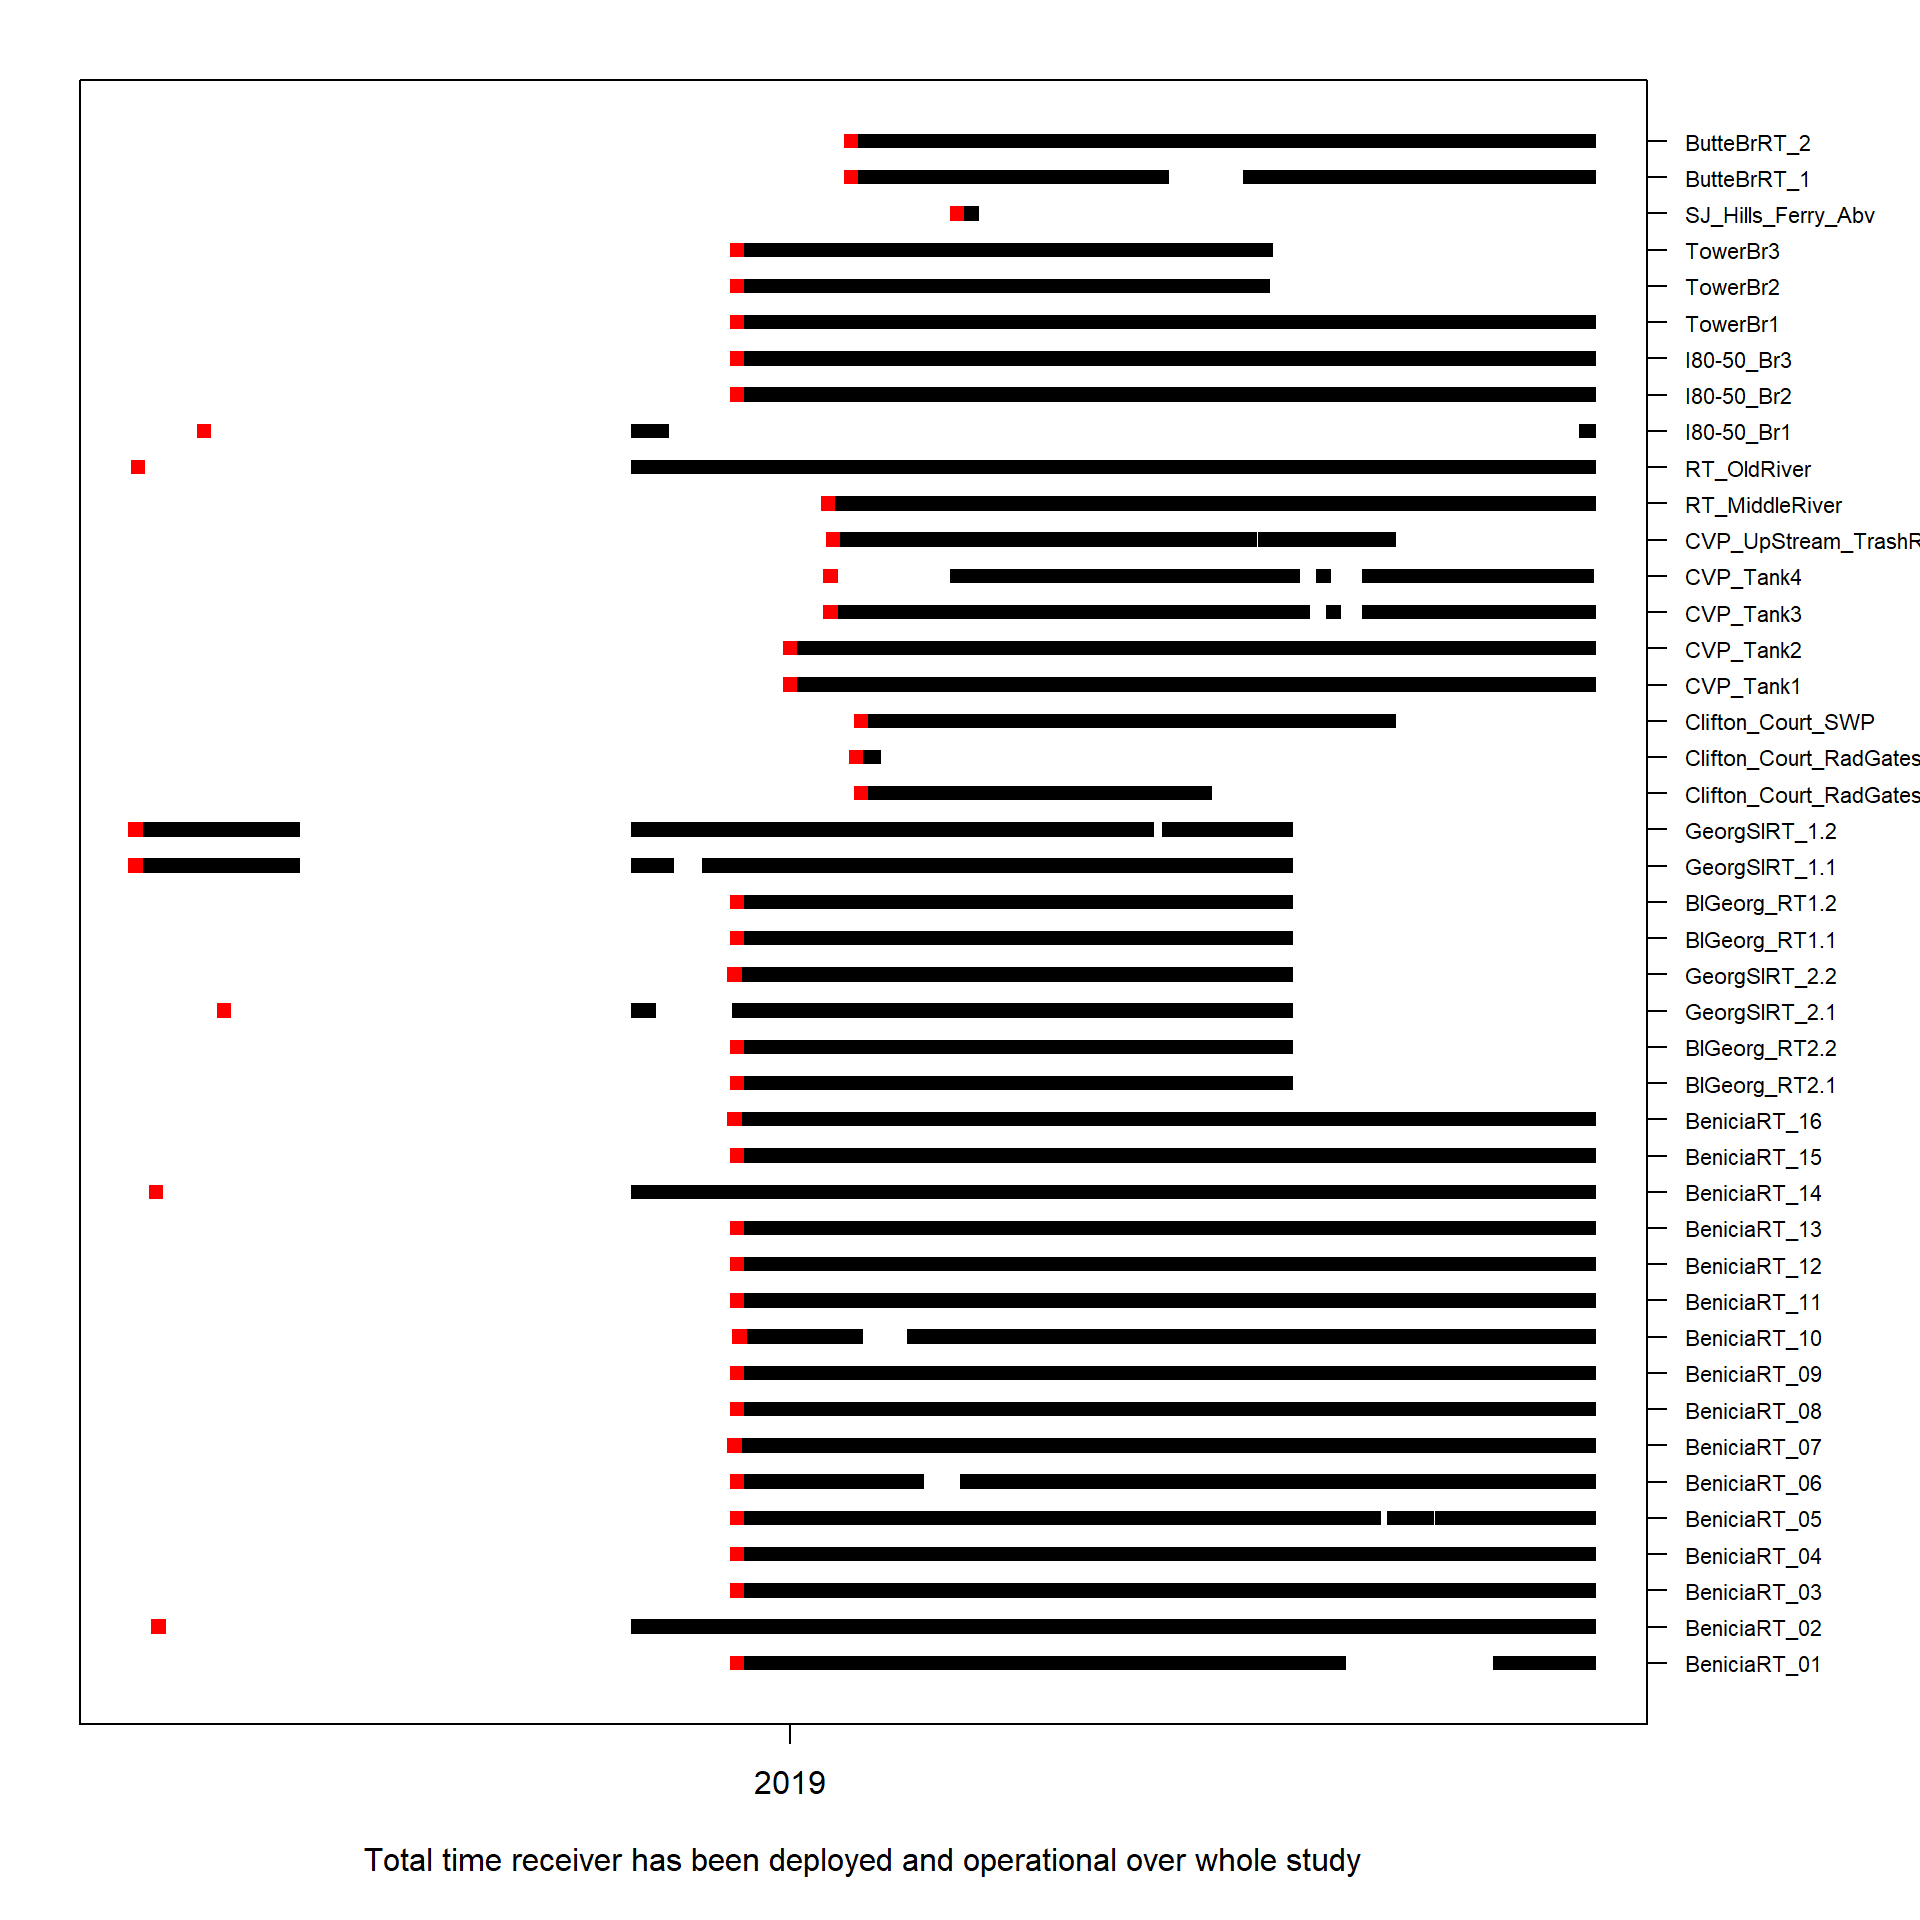 ButteBrRT_2
ButteBrRT_1
SJ_Hills_Ferry_Abv
TowerBr3
TowerBr2
TowerBr1
I80-50_Br3
I80-50_Br2
I80-50_Br1
RT_OldRiver
RT_MiddleRiver
CVP_UpStream_TrashR
CVP_Tank4
CVP_Tank3
CVP_Tank2
CVP_Tank1
Clifton_Court_SWP
Clifton_Court_RadGates
Clifton_Court_RadGates
GeorgSlRT_1.2
GeorgSlRT_1.1
BlGeorg_RT1.2
BlGeorg_RT1.1
GeorgSlRT_2.2
GeorgSlRT_2.1
BlGeorg_RT2.2
BlGeorg_RT2.1
BeniciaRT_16
BeniciaRT_15
BeniciaRT_14
BeniciaRT_13
BeniciaRT_12
BeniciaRT_11
BeniciaRT_10
BeniciaRT_09
BeniciaRT_08
BeniciaRT_07
BeniciaRT_06
BeniciaRT_05
BeniciaRT_04
BeniciaRT_03
BeniciaRT_02
BeniciaRT_01
2019
Total time receiver has been deployed and operational over whole study